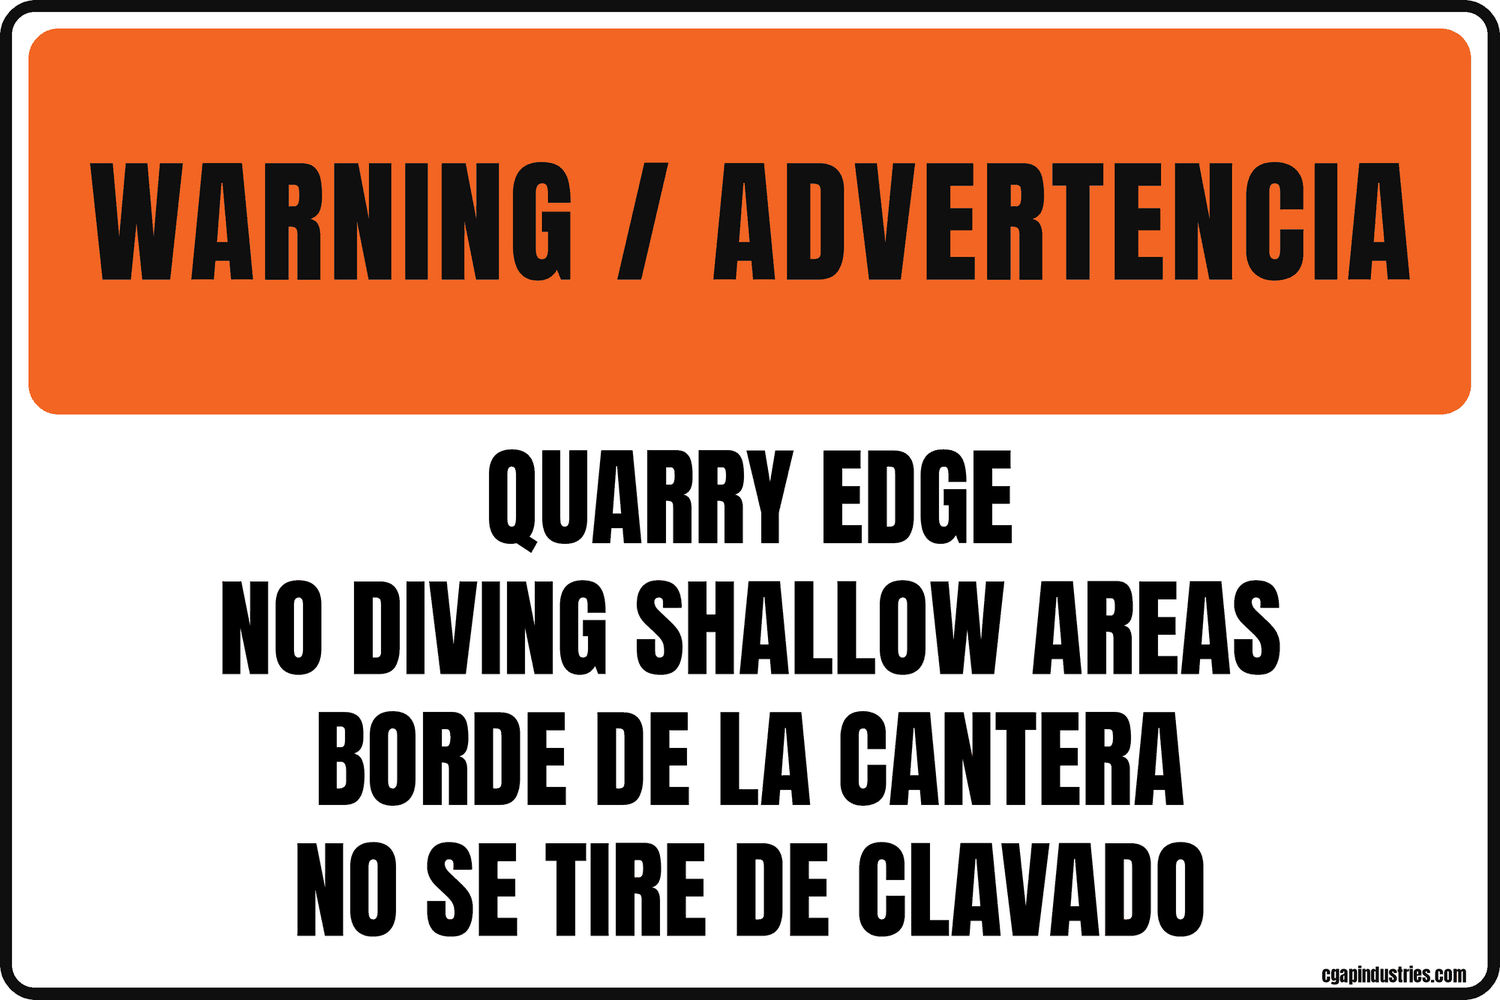 WARNING / ADVERTENCIA
QUARRY EDGE
NO DIVING SHALLOW AREAS
BORDE DE LA CANTERA
NO SE TIRE DE CLAVADO
cgapindustries.com